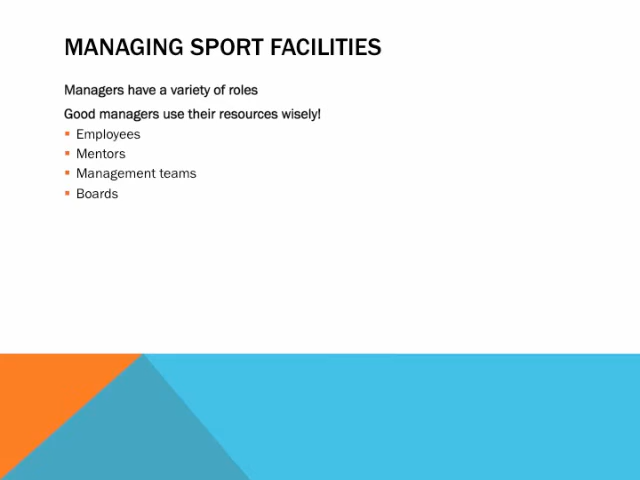 MANAGING SPORT FACILITIES
Managers have a variety of roles
Good managers use their resources wisely!
▪ Employees
▪ Mentors
▪ Management teams
▪ Boards